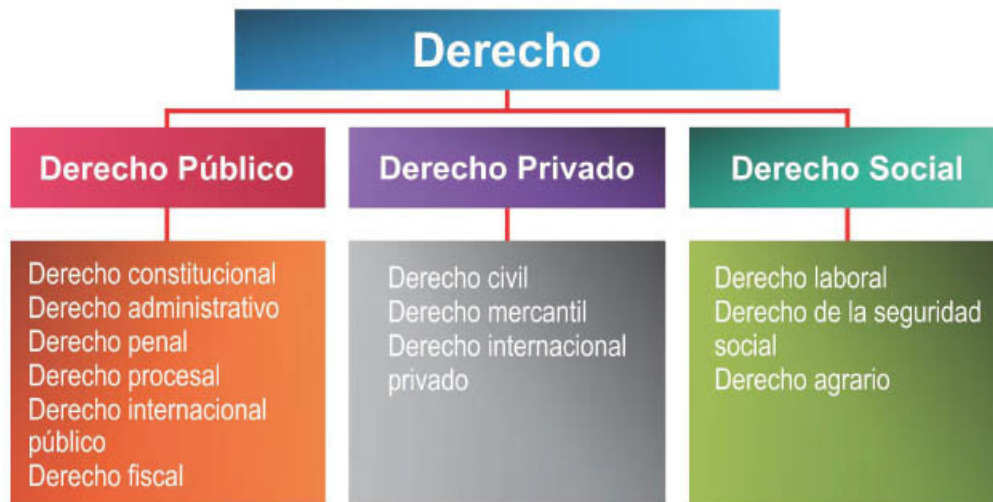 Derecho
Derecho Público
Derecho Privado
Derecho Social
Derecho constitucional
Derecho administrativo
Derecho penal
Derecho procesal
Derecho internacional
público
Derecho fiscal
Derecho civil
Derecho mercantil
Derecho internacional
privado
Derecho laboral
Derecho de la seguridad
social
Derecho agrario